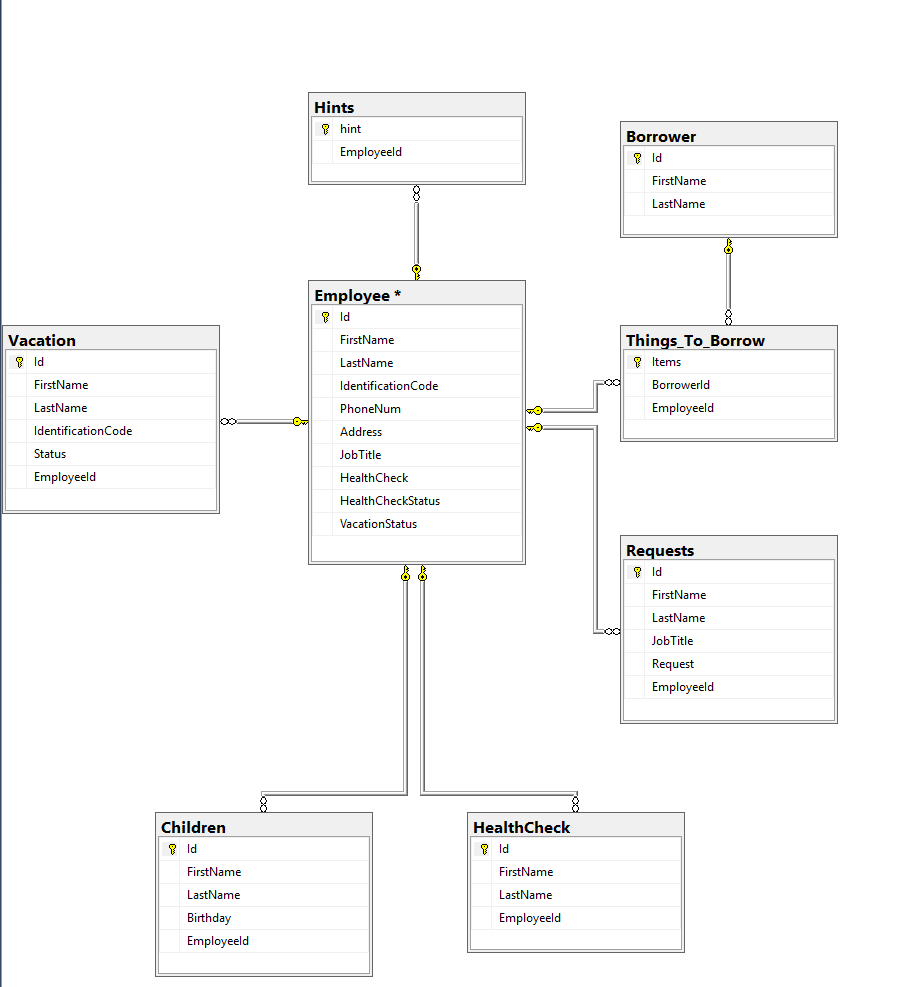 Hints
hint
EmployeeId
Borrower
Id
FirstName
LastName
Employee *
Id
FirstName
LastName
IdentificationCode
PhoneNum
Address
JobTitle
HealthCheck
HealthCheckStatus
VacationStatus
Vacation
Id
FirstName
LastName
IdentificationCode
Status
EmployeeId
Things_To_Borrow
Items
BorrowerId
EmployeeId
Requests
Id
FirstName
LastName
JobTitle
Request
EmployeeId
Children
Id
FirstName
LastName
Birthday
EmployeeId
HealthCheck
Id
FirstName
LastName
EmployeeId